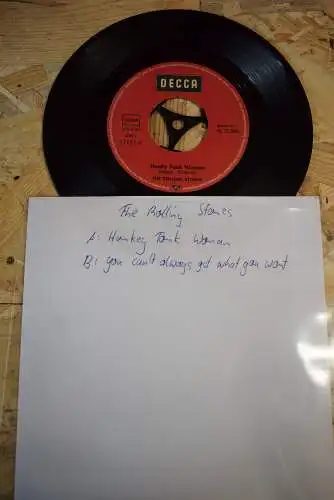 DECCA
Honky Tonk Women
THE ROLLING STONES
The Rolling Stones
A: Honkey Tonk Woman
B: you can't always get what you want